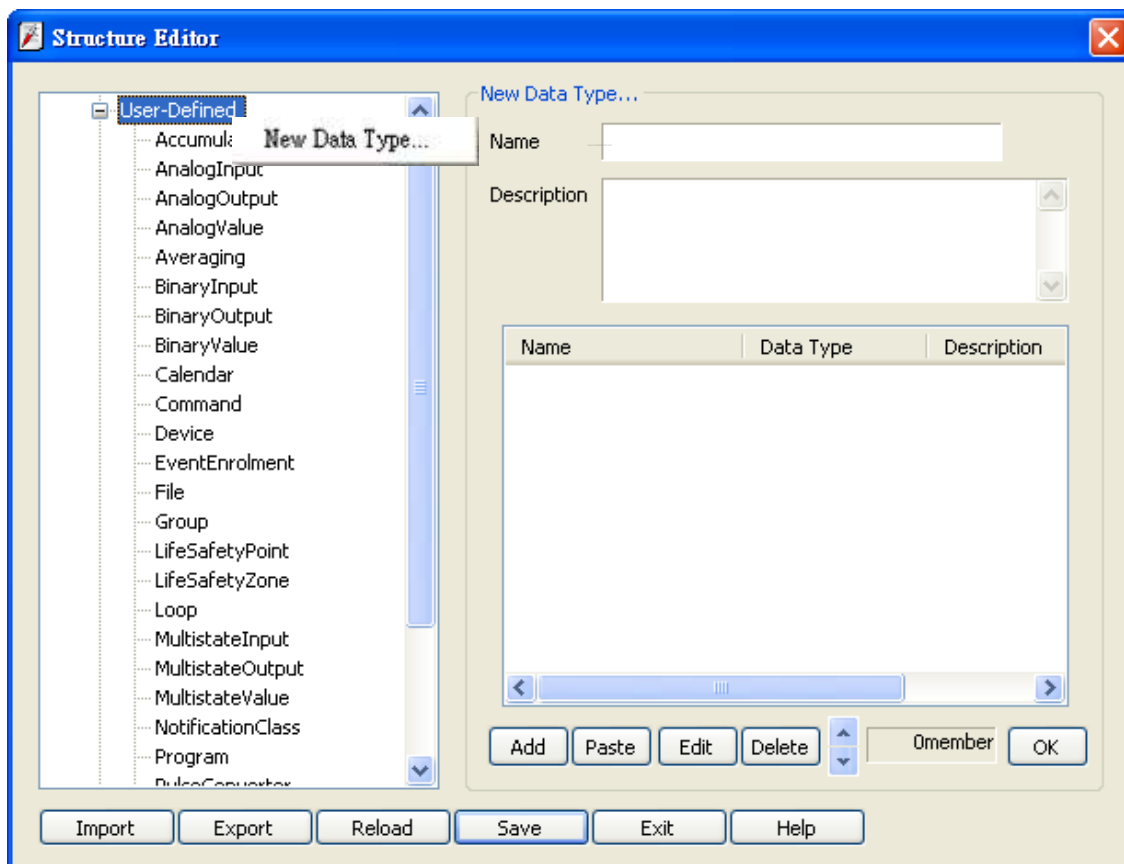 Structure Editor
User-Defined
Accumula
New Data Type...
AnalogInput
AnalogOutput
AnalogValue
Averaging
BinaryInput
BinaryOutput
BinaryValue
Calendar
Command
Device
EventEnrolment
File
Group
LifeSafetyPoint
LifeSafetyZone
Loop
MultistateInput
MultistateOutput
MultistateValue
NotificationClass
Program
PulseConverter
New Data Type...
Name
Description
Name Data Type Description
Add Paste Edit Delete 0member OK
Import Export Reload Save Exit Help